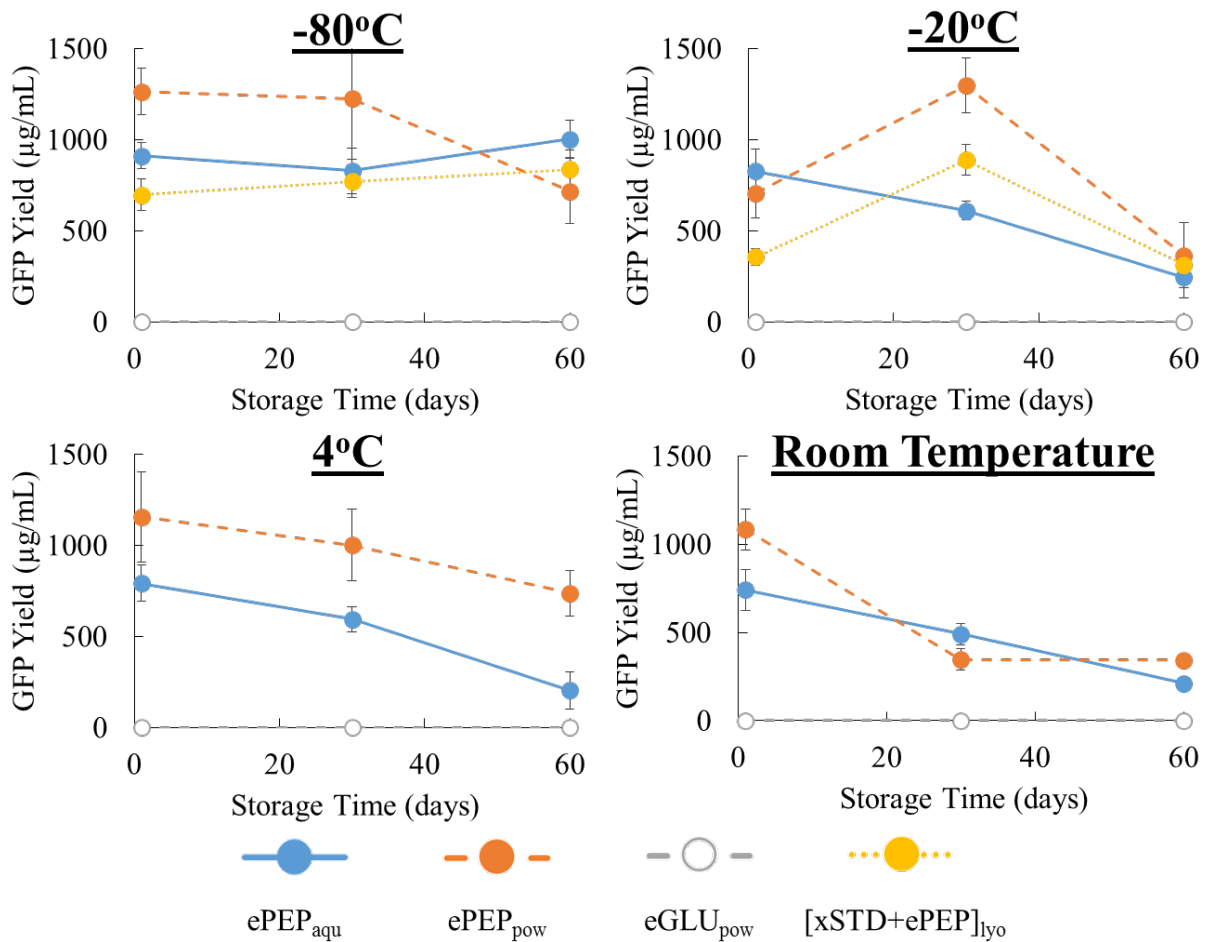 -80°C
-20°C
1500
1000
500
0
GFP Yield (µg/mL)
0 20 40 60
Storage Time (days)
1500
1000
500
0
GFP Yield (µg/mL)
0 20 40 60
Storage Time (days)
4°C
Room Temperature
1500
1000
500
0
GFP Yield (µg/mL)
0 20 40 60
Storage Time (days)
1500
1000
500
0
GFP Yield (µg/mL)
0 20 40 60
Storage Time (days)
ePEPaqu ePEPpow eGLUpow [xSTD+ePEP]lyo